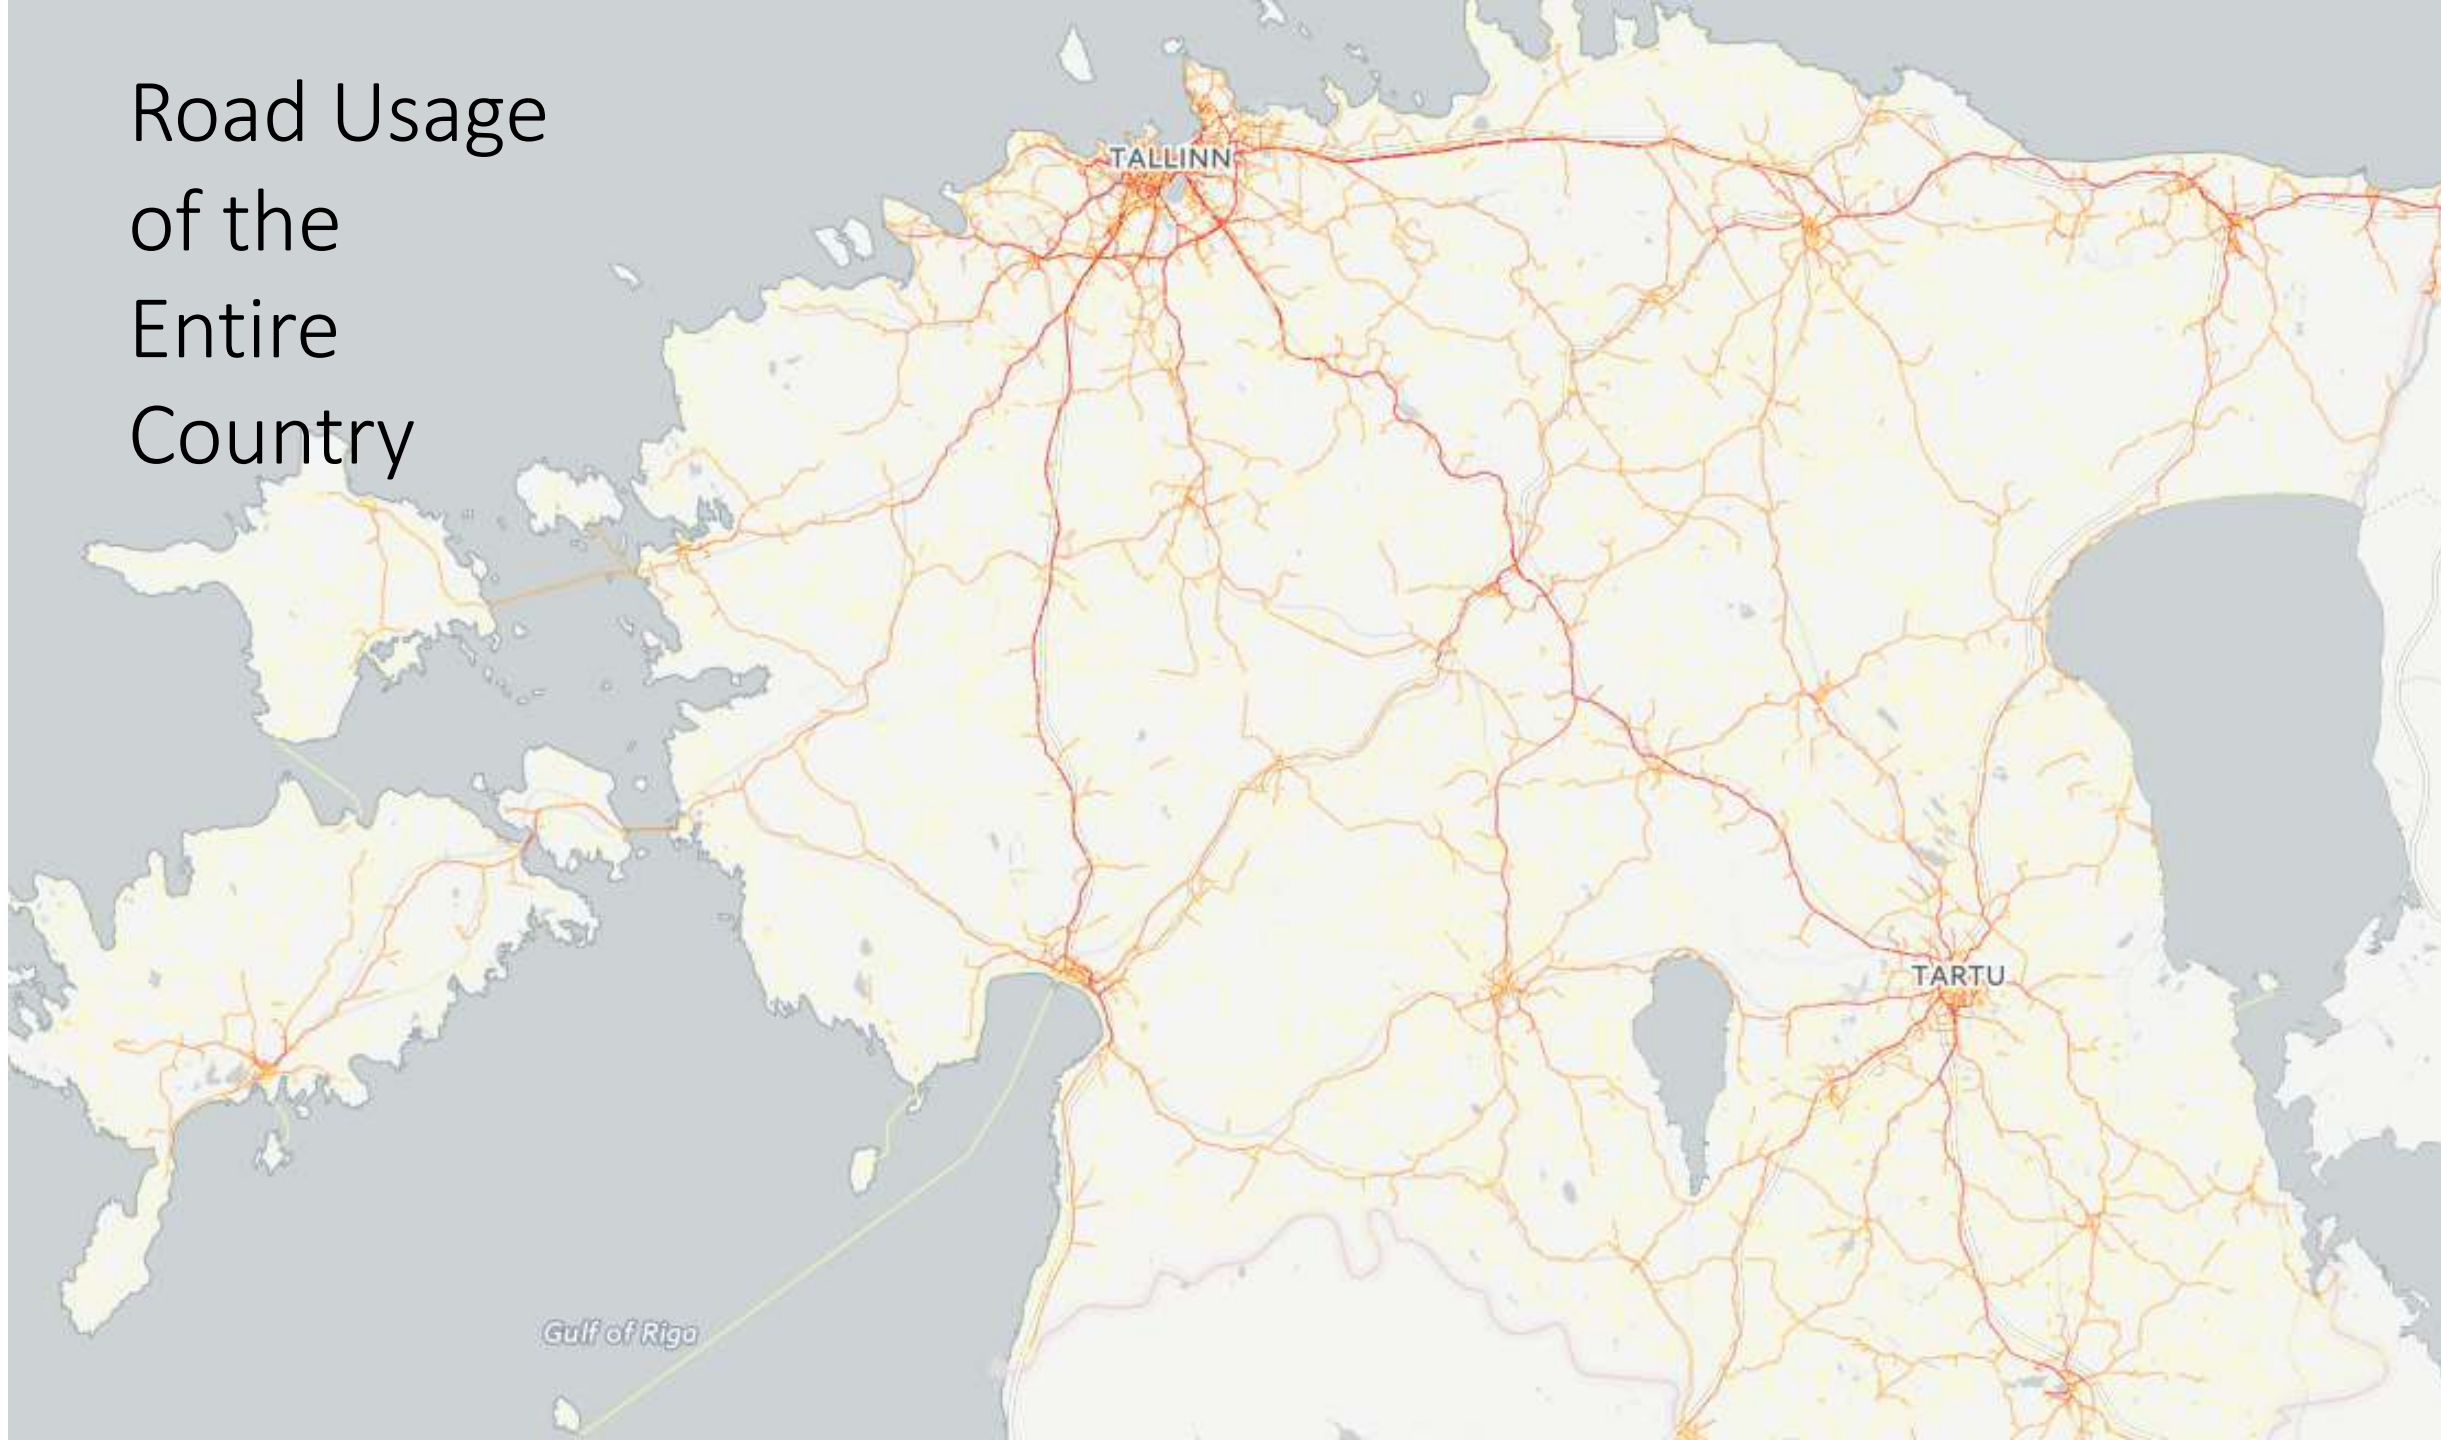 Road Usage
of the
Entire
Country
TALLINN
TARTU
Gulf of Riga